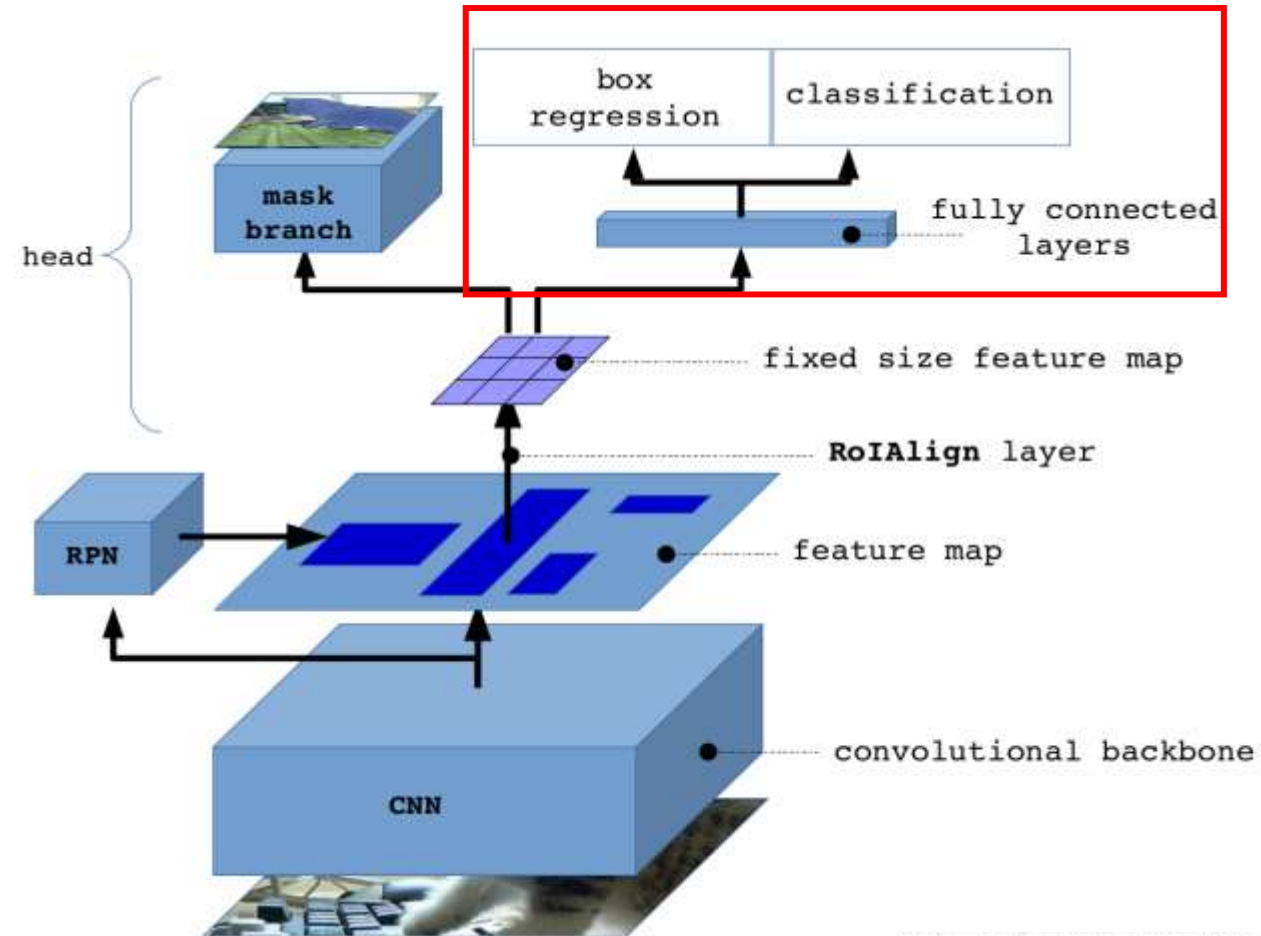 box
regression
classification
mask
branch
fully connected
layers
head
fixed size feature map
RoIAlign layer
RPN
feature map
convolutional backbone
CNN